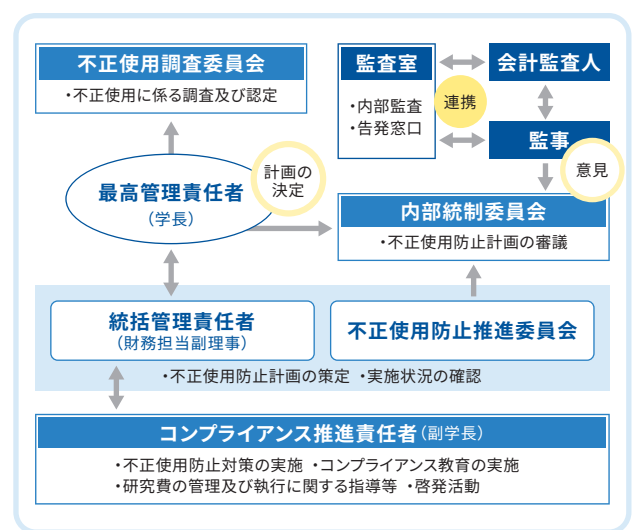 不正使用調査委員会
・不正使用に係る調査及び認定
監査室
・内部監査
・告発窓口
連携
会計監査人
監事
意見
最高管理責任者
（学長）
計画の
決定
内部統制委員会
・不正使用防止計画の審議
統括管理責任者
（財務担当副理事）
不正使用防止推進委員会
・不正使用防止計画の策定 ・実施状況の確認
コンプライアンス推進責任者（副学長）
・不正使用防止対策の実施 ・コンプライアンス教育の実施
・研究費の管理及び執行に関する指導等 ・啓発活動